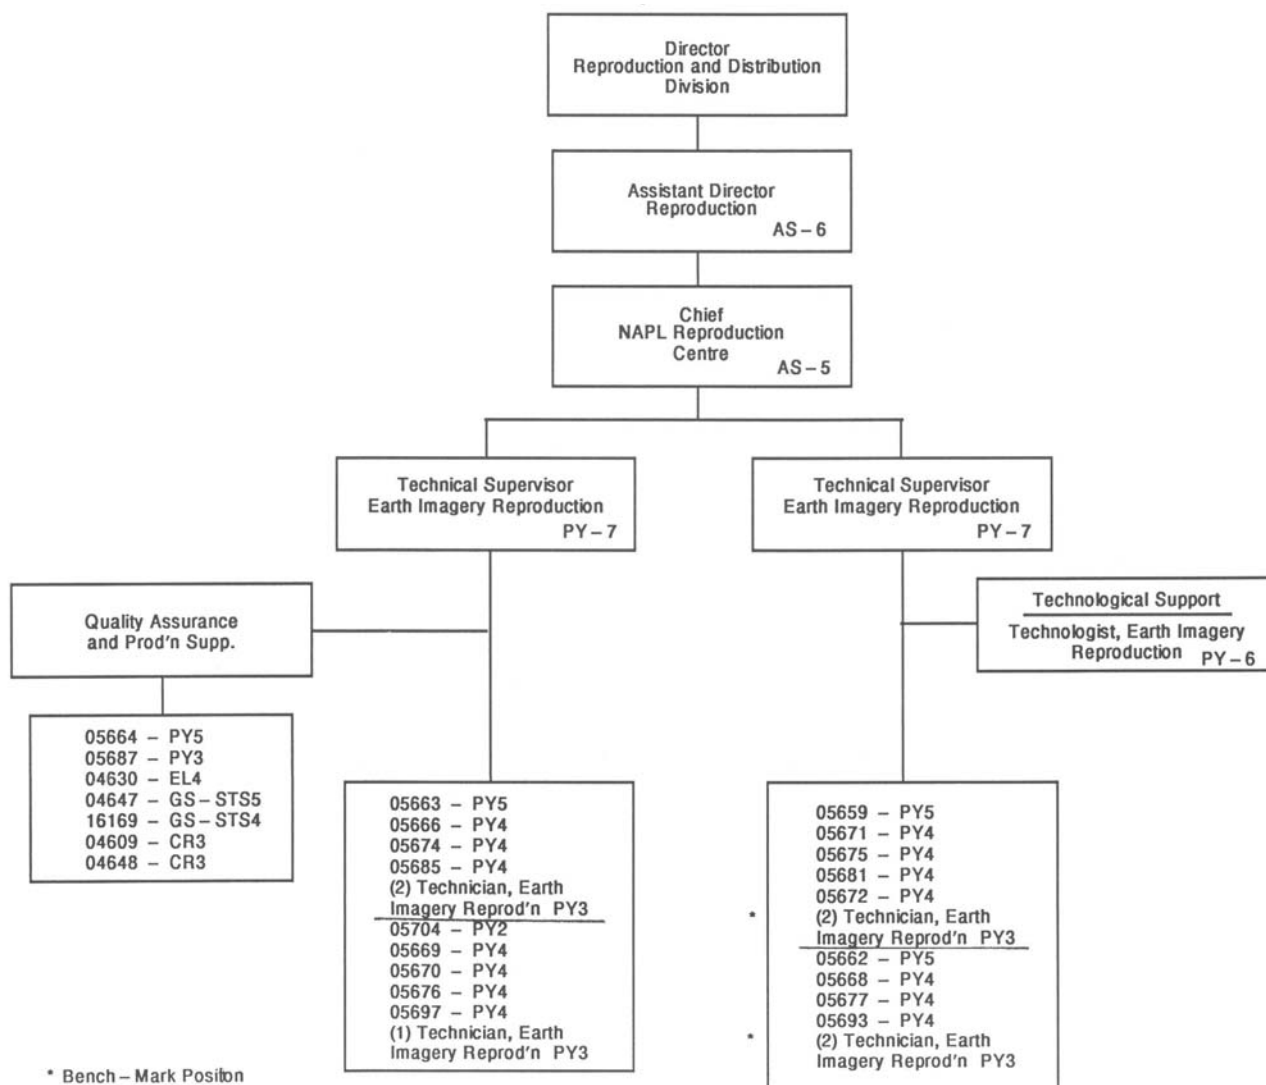 Director
Reproduction and Distribution
Division
Assistant Director
Reproduction
AS – 6
Chief
NAPL Reproduction
Centre
AS – 5
Technical Supervisor
Earth Imagery Reproduction
PY – 7
Technical Supervisor
Earth Imagery Reproduction
PY – 7
Quality Assurance
and Prod'n Supp.
Technological Support
Technologist, Earth Imagery
Reproduction PY – 6
05664 – PY5
05687 – PY3
04630 – EL4
04647 – GS – STS5
16169 – GS – STS4
04609 – CR3
04648 – CR3
05663 – PY5
05666 – PY4
05674 – PY4
05685 – PY4
(2) Technician, Earth
Imagery Reprod'n PY3
05704 – PY2
05669 – PY4
05670 – PY4
05676 – PY4
05697 – PY4
(1) Technician, Earth
Imagery Reprod'n PY3
05659 – PY5
05671 – PY4
05675 – PY4
05681 – PY4
05672 – PY4
* (2) Technician, Earth
Imagery Reprod'n PY3
05662 – PY5
05668 – PY4
05677 – PY4
05693 – PY4
* (2) Technician, Earth
Imagery Reprod'n PY3
* Bench – Mark Position